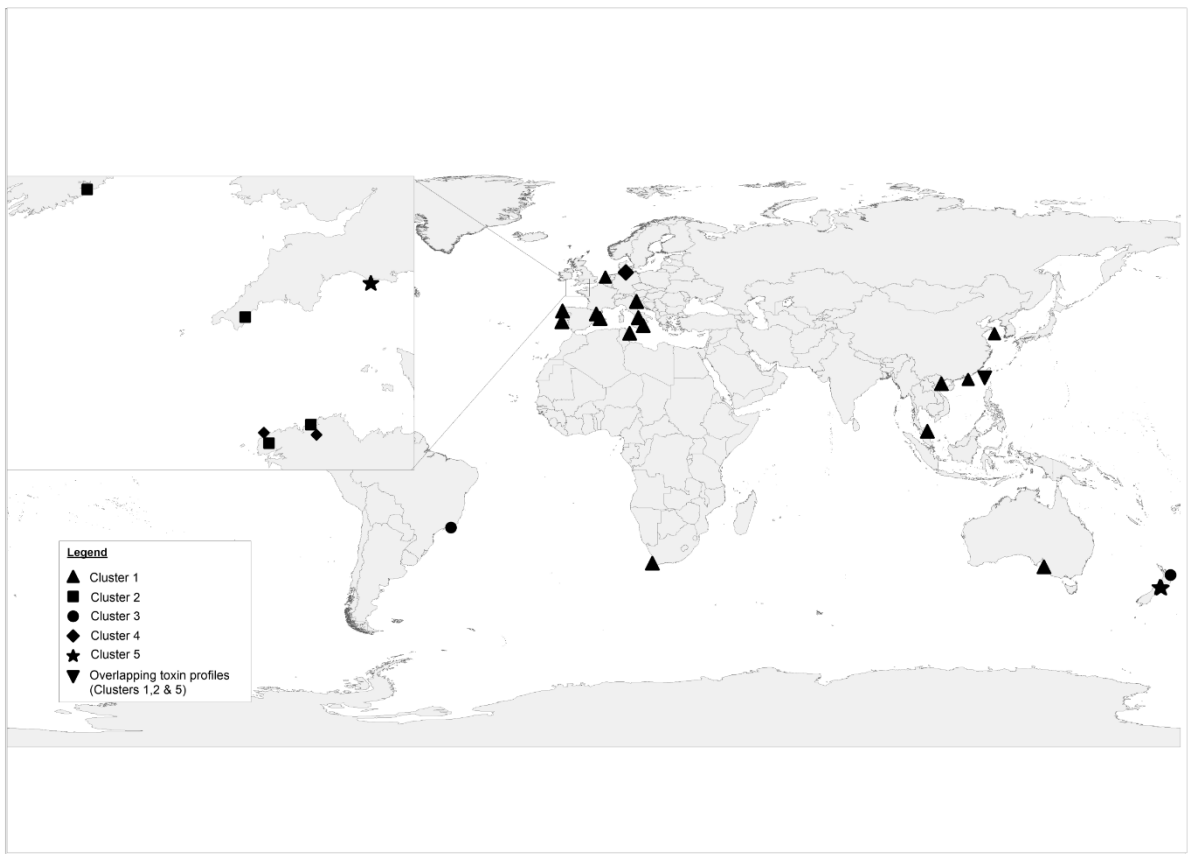 Legend
Cluster 1
Cluster 2
Cluster 3
Cluster 4
Cluster 5
Overlapping toxin profiles
(Clusters 1,2 & 5)